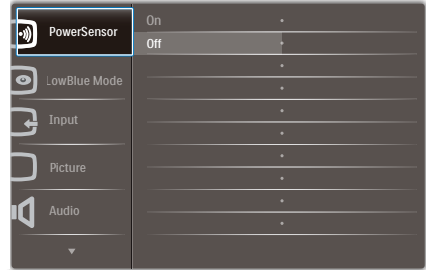 PowerSensor
LowBlue Mode
Input
Picture
Audio
On
Off